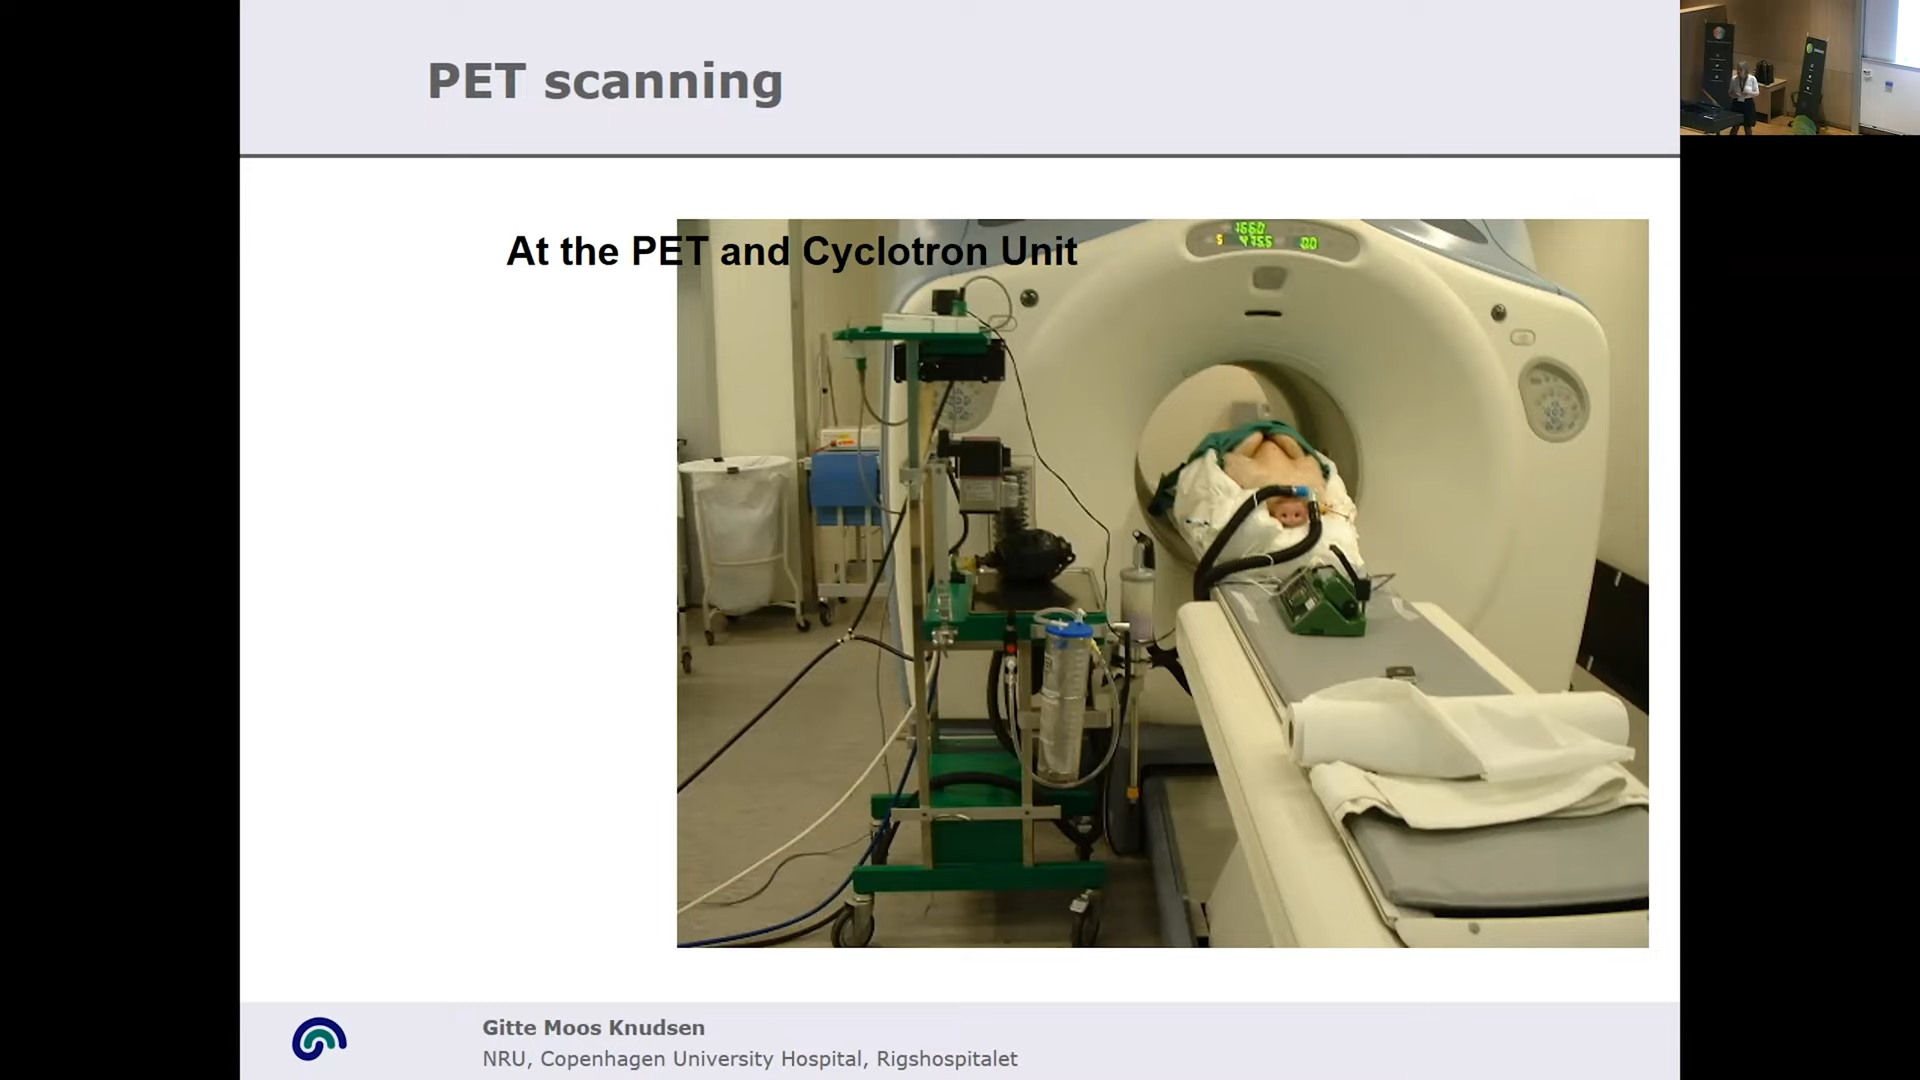 PET scanning
At the PET and Cyclotron Unit
Gitte Moos Knudsen
NRU, Copenhagen University Hospital, Rigshospitalet